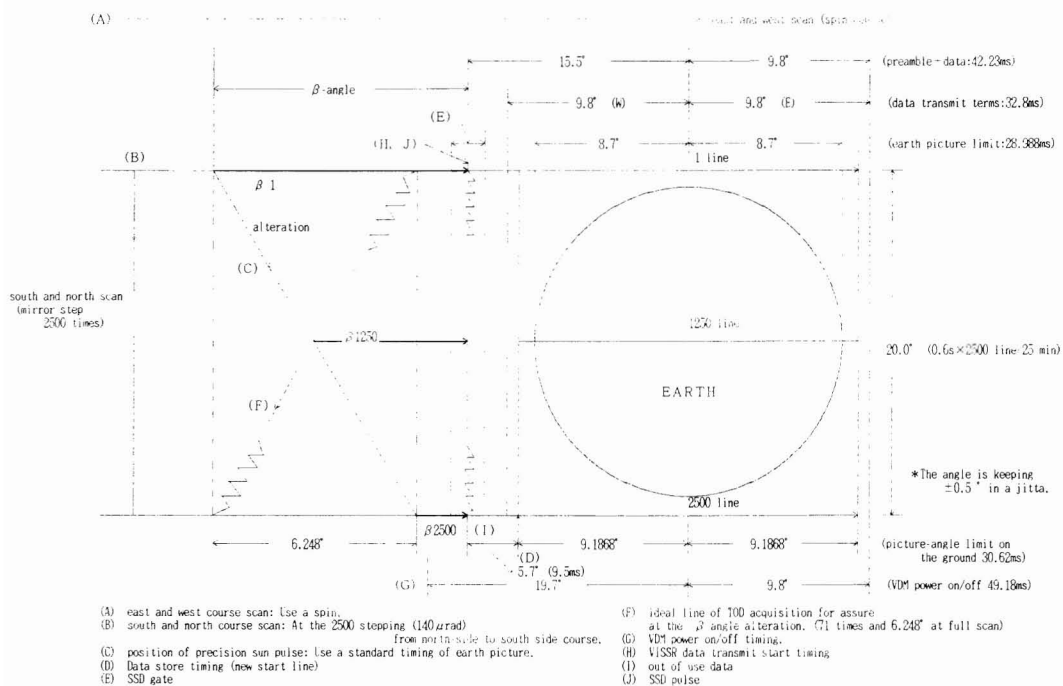 (A)
and west scan (spin
15.5° 9.8° (preamble~data:42.23ms)
β-angle
(E) 9.8° (W) 9.8° (E) (data transmit terms:32.8ms)
(B) (H, J) 8.7° 8.7° (earth picture limit:28.388ms)
1 line
β 1
alteration
(C)
south and north scan
(mirror step
2500 times)
β1250 1250 line
20.0° (0.6s×2500 line 25 min)
(F) EARTH
*The angle is keeping
±0.5° in a jitta.
2500 line
β2500 (I)
6.248° (D) 9.1868° 9.1868° (picture-angle limit on
the ground 30.62ms)
5.7° (9.5ms)
(G) 19.7° 9.8° (VDM power on/off 49.18ms)
(A) east and west course scan: Use a spin.
(B) south and north course scan: At the 2500 stepping (140μrad)
from north-side to south side course.
(C) position of precision sun pulse: Use a standard timing of earth picture.
(D) Data store timing (new start line)
(E) SSD gate
(F) ideal line of TOD acquisition for assure
at the β angle alteration. (71 times and 6.248° at full scan)
(G) VDM power on/off timing.
(H) VISSR data transmit start timing
(I) out of use data
(J) SSD pulse